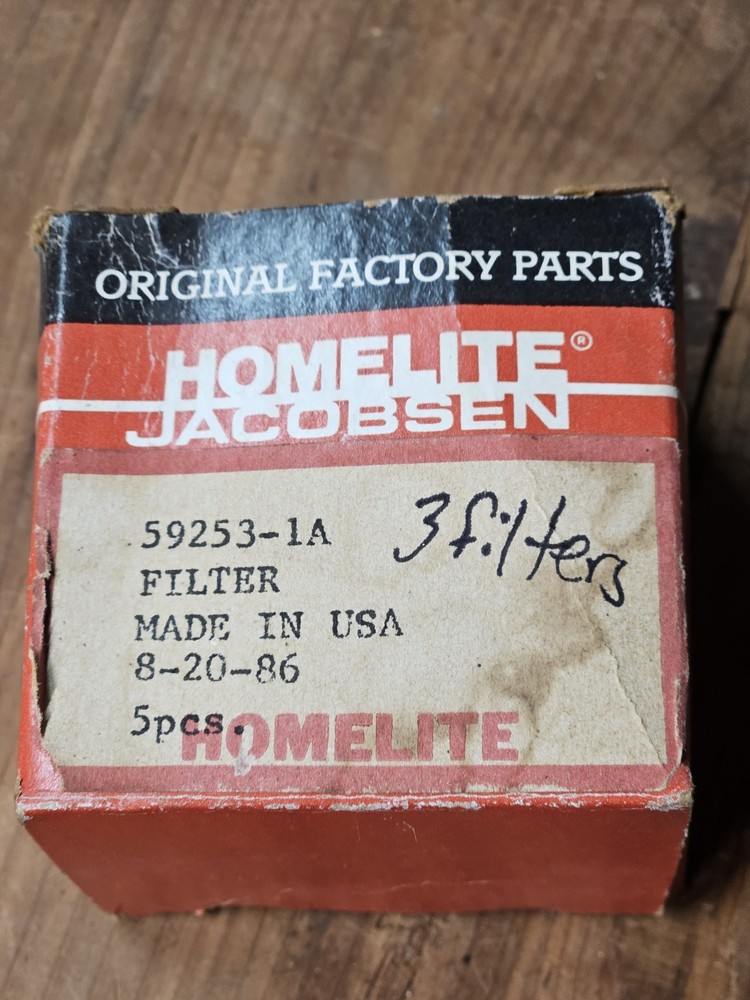 ORIGINAL FACTORY PARTS
HOMELITE®
JACOBSEN
59253-1A
3 filters
FILTER
MADE IN USA
8-20-86
5pcs.
HOMELITE